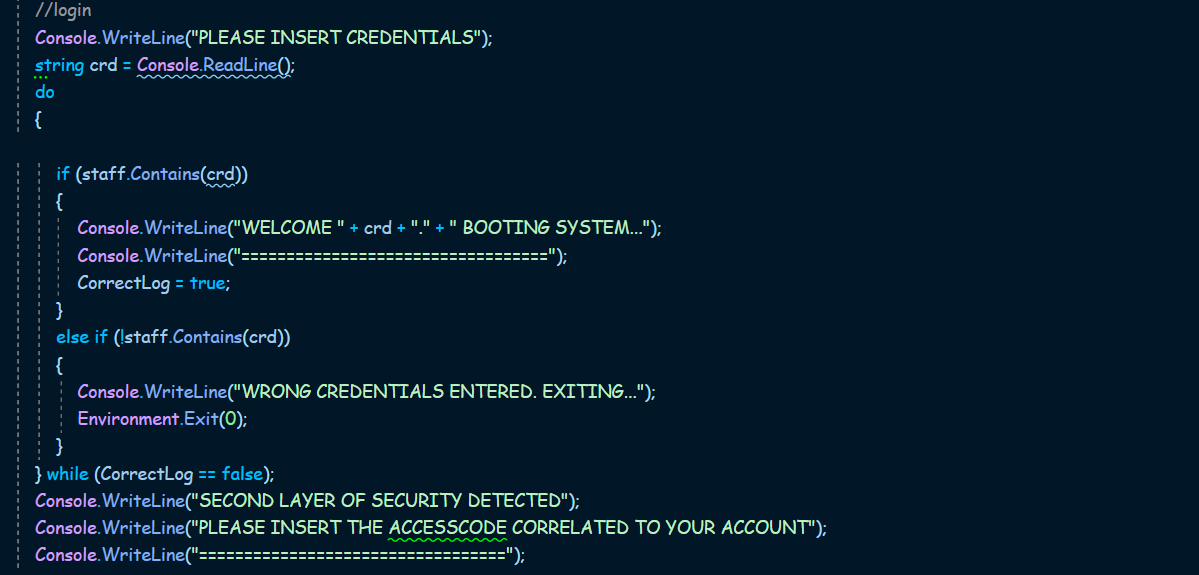 //login
Console.WriteLine("PLEASE INSERT CREDENTIALS");
string crd = Console.ReadLine();
do
{
if (staff.Contains(crd))
{
Console.WriteLine("WELCOME " + crd + "." + " BOOTING SYSTEM...");
Console.WriteLine("==================================");
CorrectLog = true;
}
else if (!staff.Contains(crd))
{
Console.WriteLine("WRONG CREDENTIALS ENTERED. EXITING...");
Environment.Exit(0);
}
} while (CorrectLog == false);
Console.WriteLine("SECOND LAYER OF SECURITY DETECTED");
Console.WriteLine("PLEASE INSERT THE ACCESSCODE CORRELATED TO YOUR ACCOUNT");
Console.WriteLine("==================================");